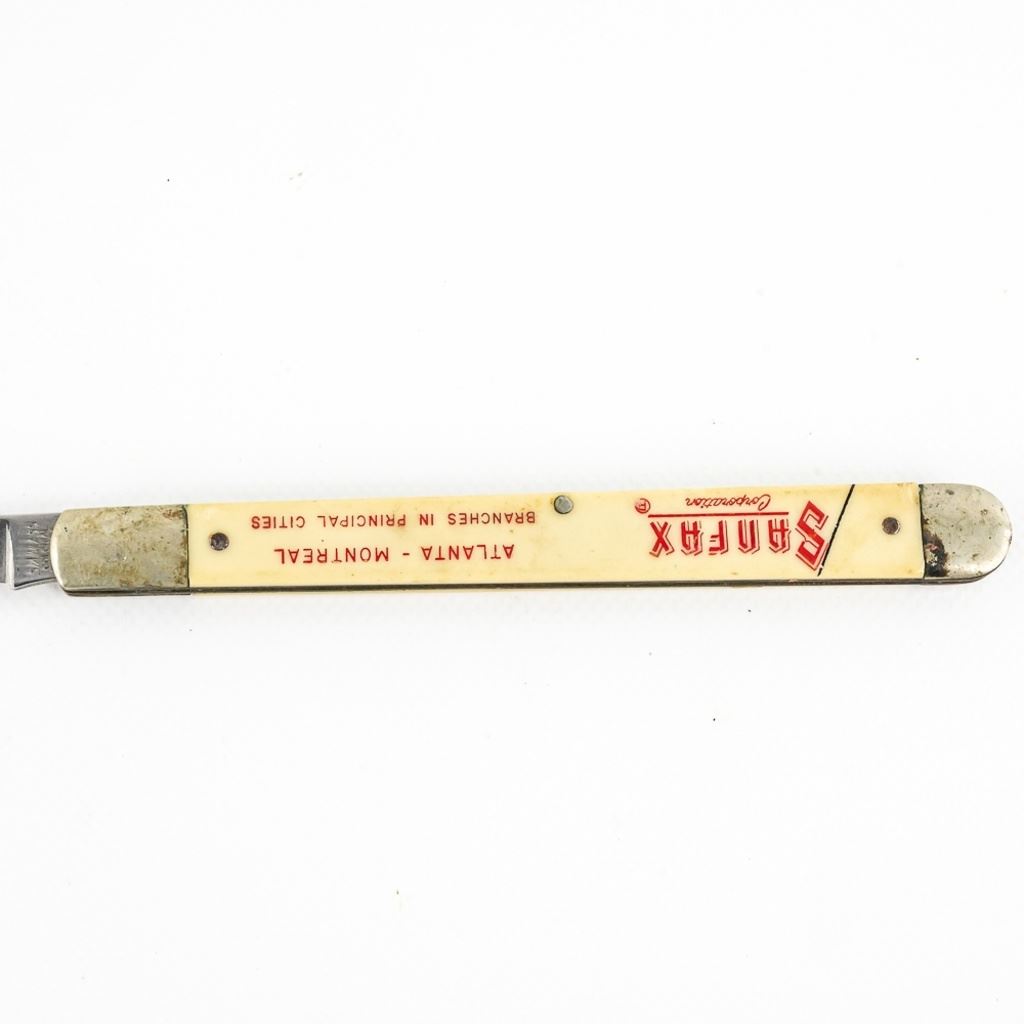 SANFAX
Corporation ®
ATLANTA - MONTREAL
BRANCHES IN PRINCIPAL CITIES